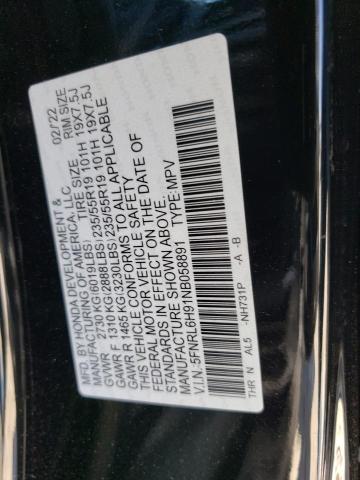 MFD. BY HONDA DEVELOPMENT & 02/22
MANUFACTURING OF AMERICA, LLC
TIRE SIZE RIM SIZE
GVWR 2730 KG(6019LBS)
GAWR F 1310 KG(2888LBS)235/55R19 101H 19X7.5J
GAWR R 1465 KG(3230LBS)235/55R19 101H 19X7.5J
THIS VEHICLE CONFORMS TO ALL APPLICABLE
FEDERAL MOTOR VEHICLE SAFETY AND
STANDARDS IN EFFECT ON THE DATE OF
MANUFACTURE SHOWN ABOVE.
V.I.N.:5FNRL6H91NB058891 TYPE:MPV
THR N AL5 -NH731P -A -B